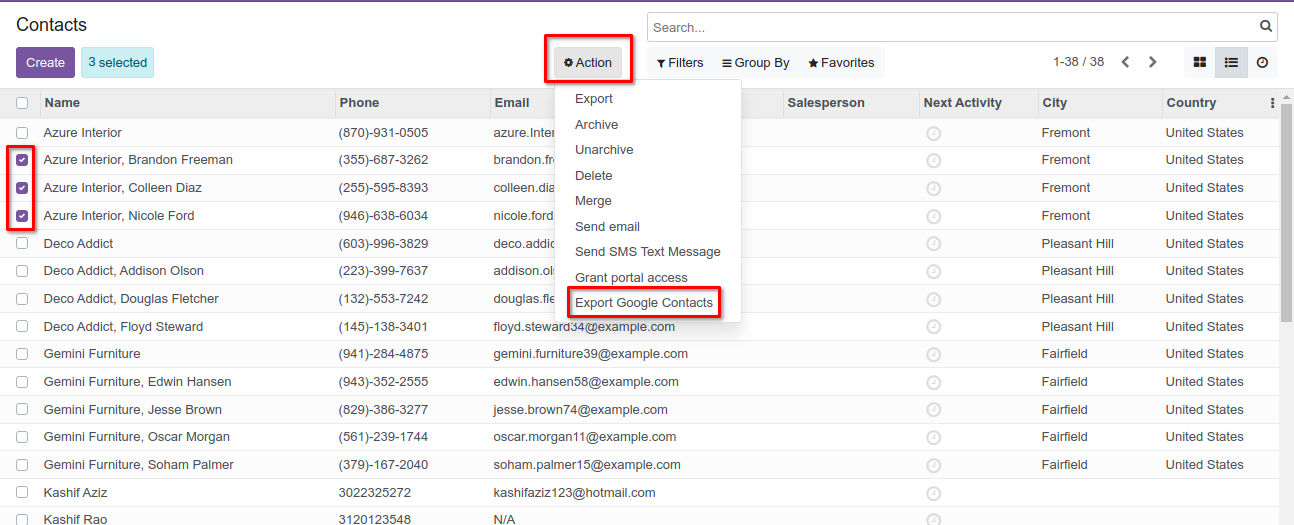 Contacts
Search...
Create 3 selected Action Filters Group By Favorites 1-38 / 38
Name Phone Email Salesperson Next Activity City Country
Export
Archive
Unarchive
Delete
Merge
Send email
Send SMS Text Message
Grant portal access
Export Google Contacts
Azure Interior (870)-931-0505 azure.Inter Fremont United States
Azure Interior, Brandon Freeman (355)-687-3262 brandon.fr Fremont United States
Azure Interior, Colleen Diaz (255)-595-8393 colleen.dia Fremont United States
Azure Interior, Nicole Ford (946)-638-6034 nicole.ford Fremont United States
Deco Addict (603)-996-3829 deco.addic Pleasant Hill United States
Deco Addict, Addison Olson (223)-399-7637 addison.ols Pleasant Hill United States
Deco Addict, Douglas Fletcher (132)-553-7242 douglas.fle Pleasant Hill United States
Deco Addict, Floyd Steward (145)-138-3401 floyd.steward34@example.com Pleasant Hill United States
Gemini Furniture (941)-284-4875 gemini.furniture39@example.com Fairfield United States
Gemini Furniture, Edwin Hansen (943)-352-2555 edwin.hansen58@example.com Fairfield United States
Gemini Furniture, Jesse Brown (829)-386-3277 jesse.brown74@example.com Fairfield United States
Gemini Furniture, Oscar Morgan (561)-239-1744 oscar.morgan11@example.com Fairfield United States
Gemini Furniture, Soham Palmer (379)-167-2040 soham.palmer15@example.com Fairfield United States
Kashif Aziz 3022325272 kashifaziz123@hotmail.com
Kashif Rao 3120123548 N/A